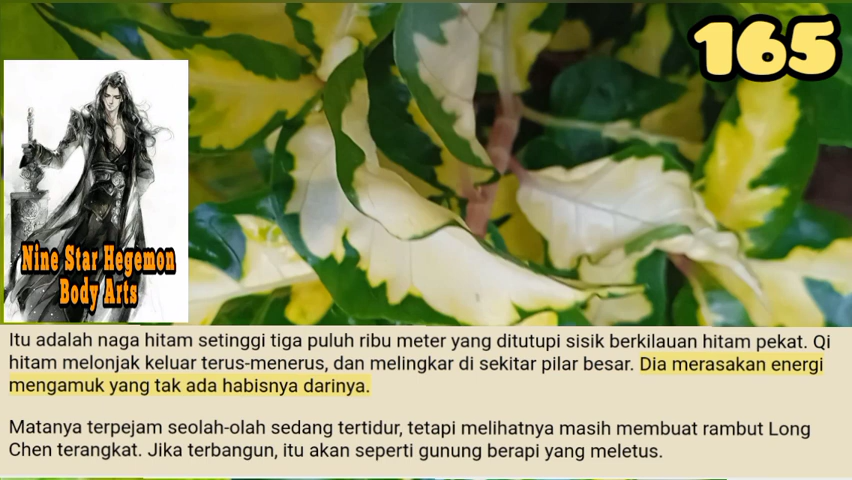 165
Nine Star Hegemon
Body Arts
Itu adalah naga hitam setinggi tiga puluh ribu meter yang ditutupi sisik berkilauan hitam pekat. Qi
hitam melonjak keluar terus-menerus, dan melingkar di sekitar pilar besar. Dia merasakan energi
mengamuk yang tak ada habisnya darinya.
Matanya terpejam seolah-olah sedang tertidur, tetapi melihatnya masih membuat rambut Long
Chen terangkat. Jika terbangun, itu akan seperti gunung berapi yang meletus.